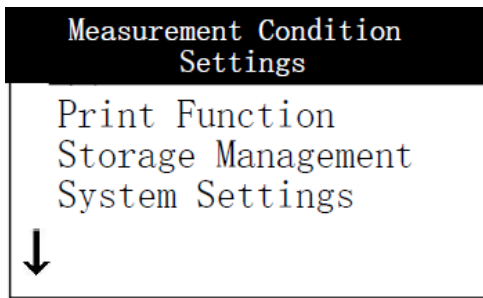 Measurement Condition
Settings
Print Function
Storage Management
System Settings
↓